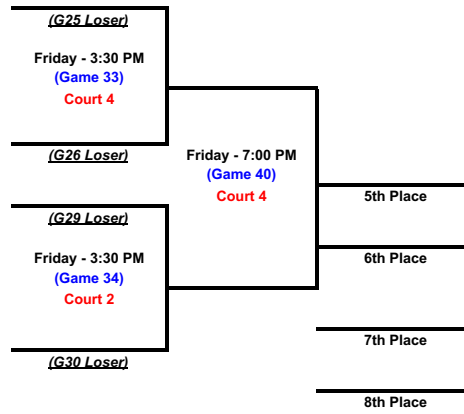 (G25 Loser)
Friday - 3:30 PM
(Game 33)
Court 4
(G26 Loser)
Friday - 7:00 PM
(Game 40)
Court 4
(G29 Loser)
Friday - 3:30 PM
(Game 34)
Court 2
(G30 Loser)
5th Place
6th Place
7th Place
8th Place